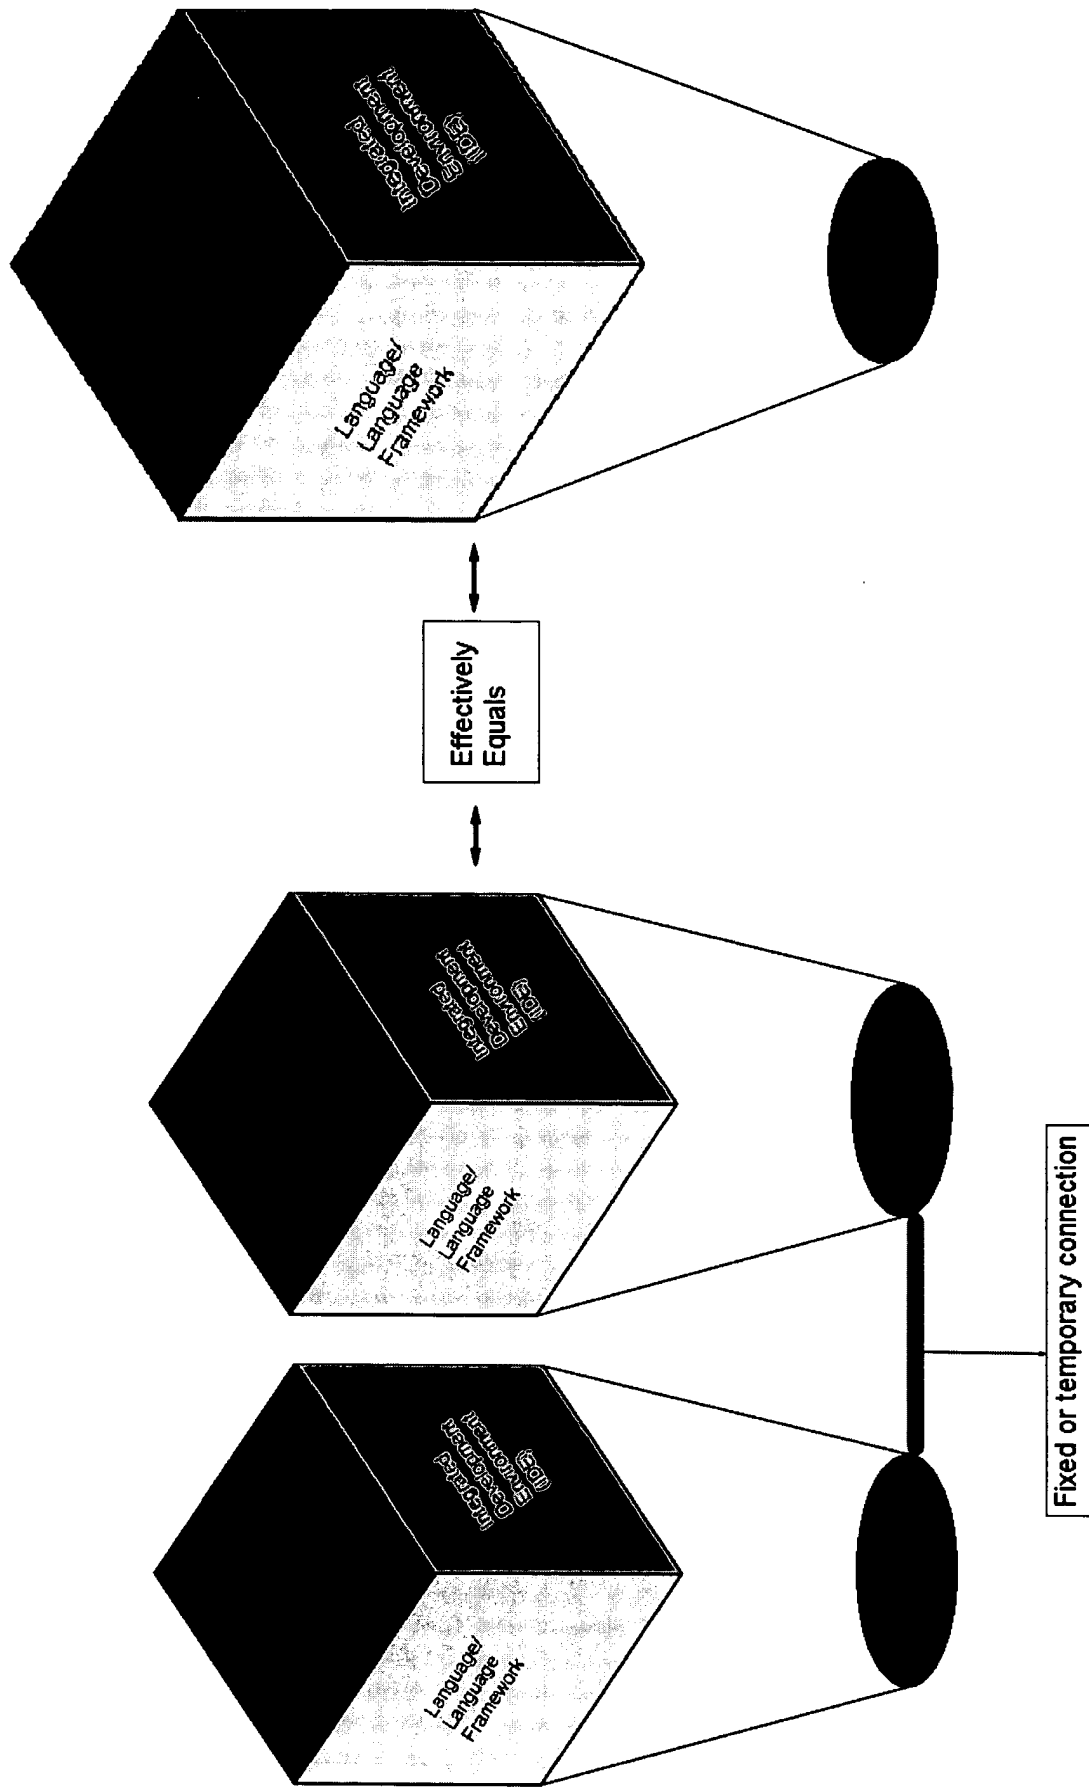 Language/
Language
Framework
Integrated
Development
Environment
(IDE)
Language/
Language
Framework
Integrated
Development
Environment
(IDE)
Fixed or temporary connection
Effectively
Equals
Language/
Language
Framework
Integrated
Development
Environment
(IDE)